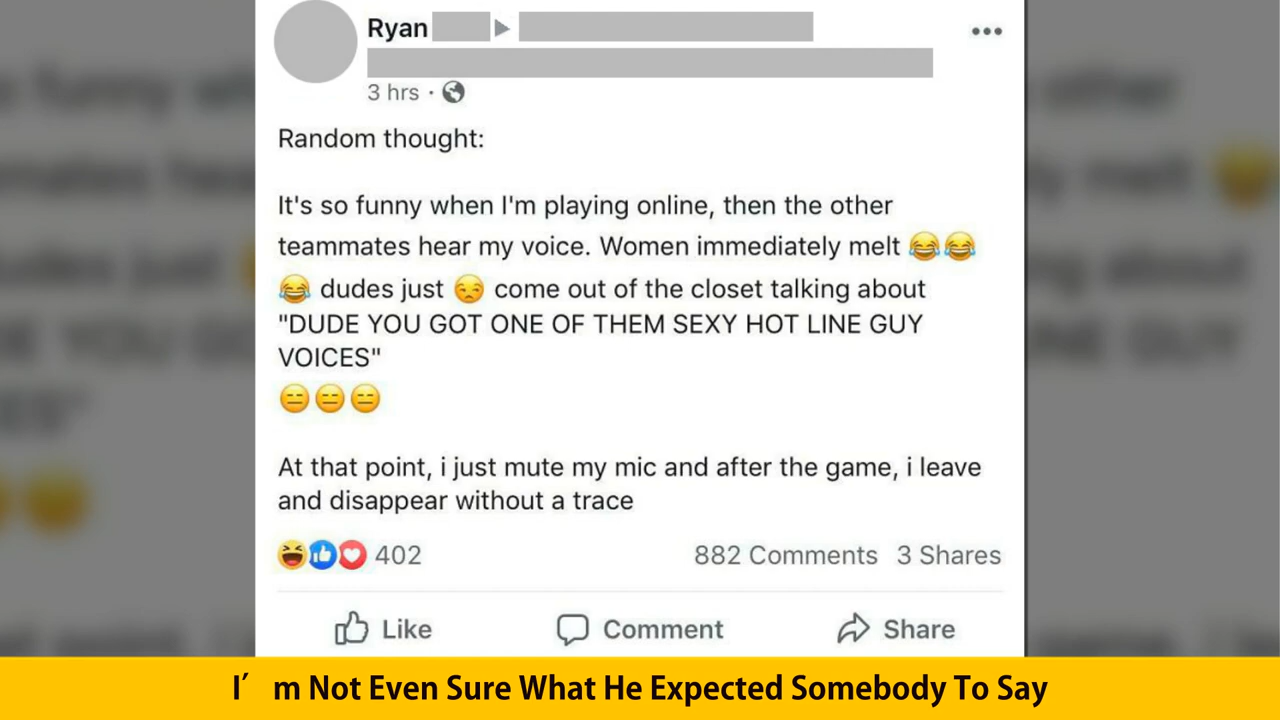 Ryan
3 hrs ·
Random thought:
It's so funny when I'm playing online, then the other
teammates hear my voice. Women immediately melt 😂😂
😂 dudes just 😒 come out of the closet talking about
"DUDE YOU GOT ONE OF THEM SEXY HOT LINE GUY
VOICES"
😑😑😑
At that point, i just mute my mic and after the game, i leave
and disappear without a trace
402 882 Comments 3 Shares
Like Comment Share
I′m Not Even Sure What He Expected Somebody To Say